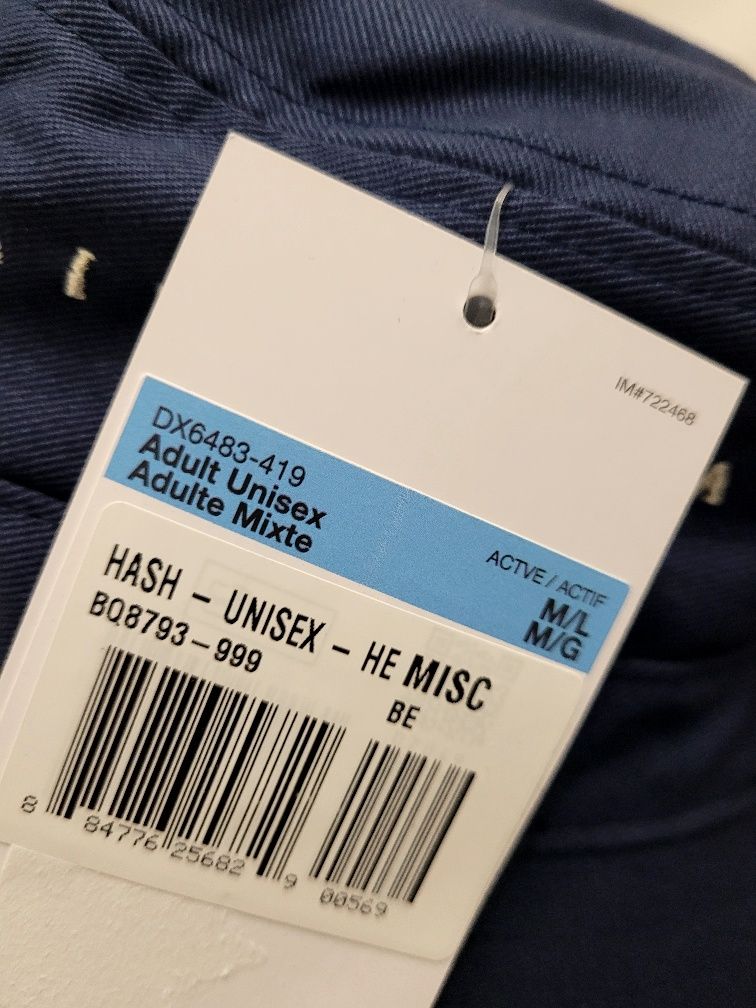 IM#722468
DX6483-419
Adult Unisex
Adulte Mixte
ACTVE / ACTIF
M/L
M/G
HASH - UNISEX - HE MISC
BQ8793-999
BE
8 84776 25682 9 00569